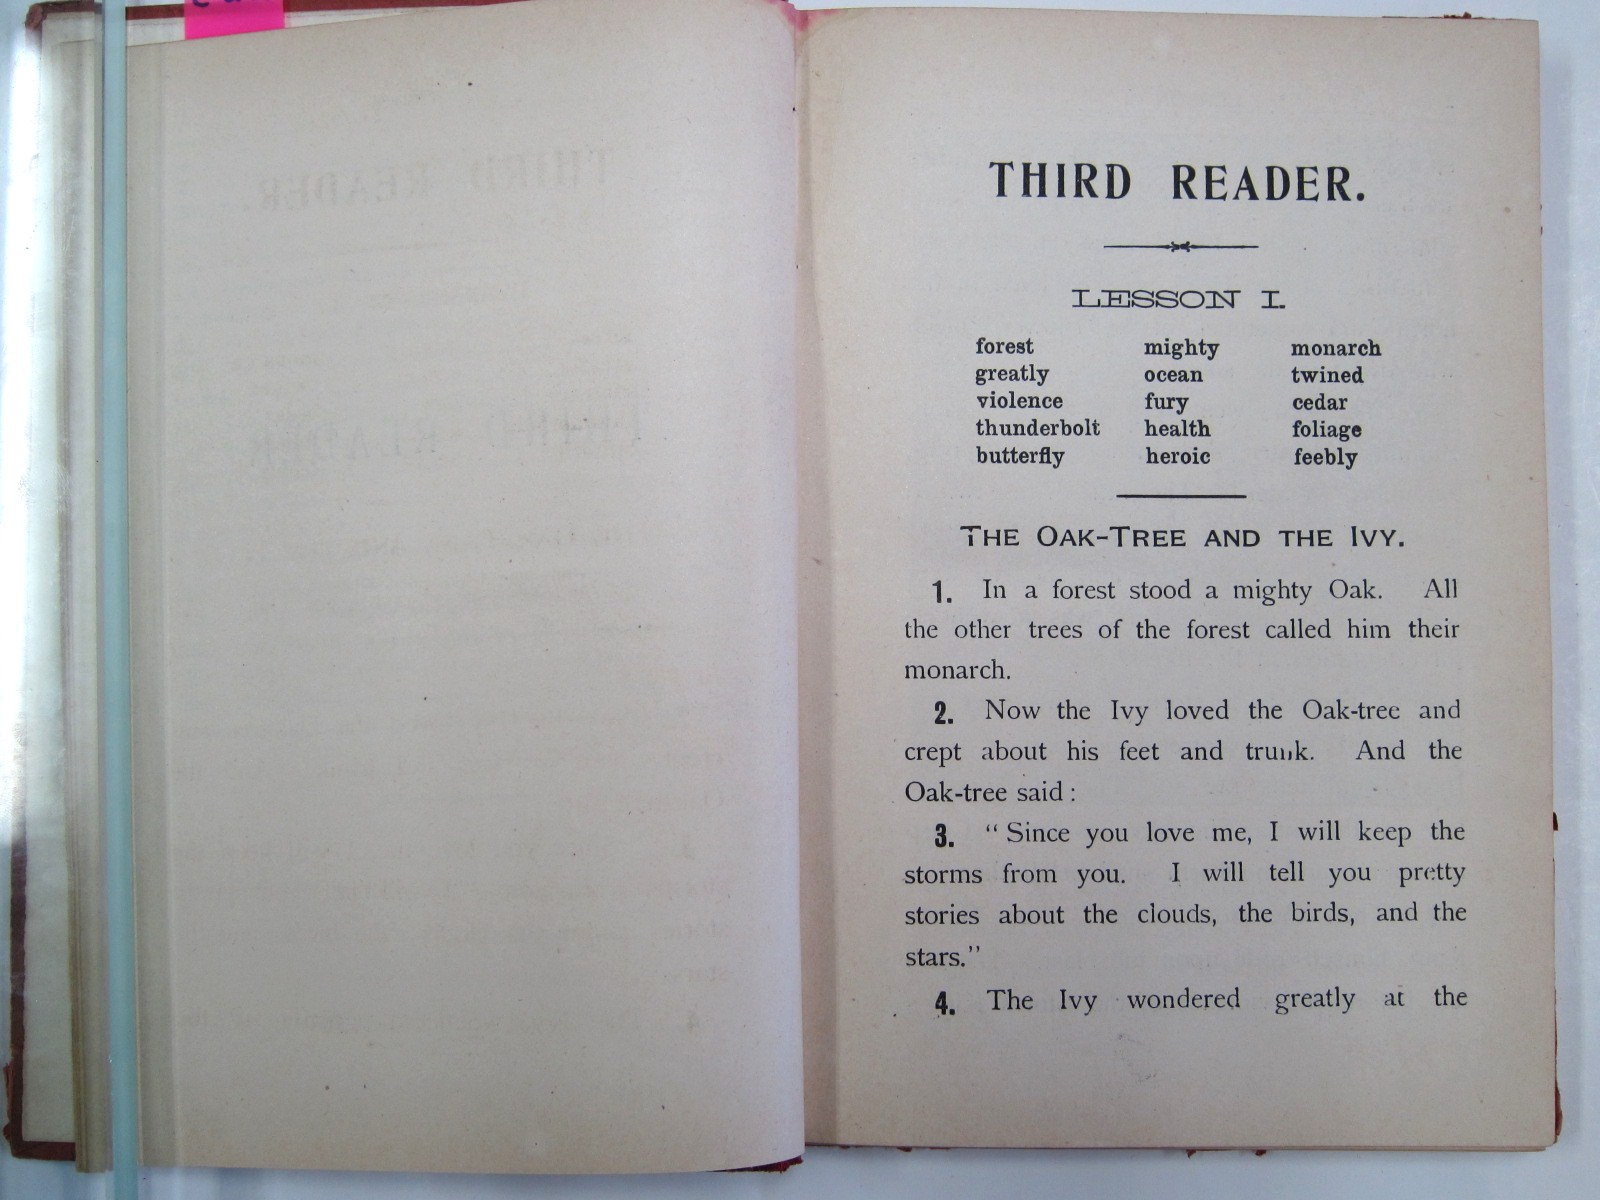 THIRD READER.
LESSON I.
forest mighty monarch
greatly ocean twined
violence fury cedar
thunderbolt health foliage
butterfly heroic feebly
THE OAK-TREE AND THE IVY.
1. In a forest stood a mighty Oak. All
the other trees of the forest called him their
monarch.
2. Now the Ivy loved the Oak-tree and
crept about his feet and trunk. And the
Oak-tree said:
3. “Since you love me, I will keep the
storms from you. I will tell you pretty
stories about the clouds, the birds, and the
stars.”
4. The Ivy wondered greatly at the